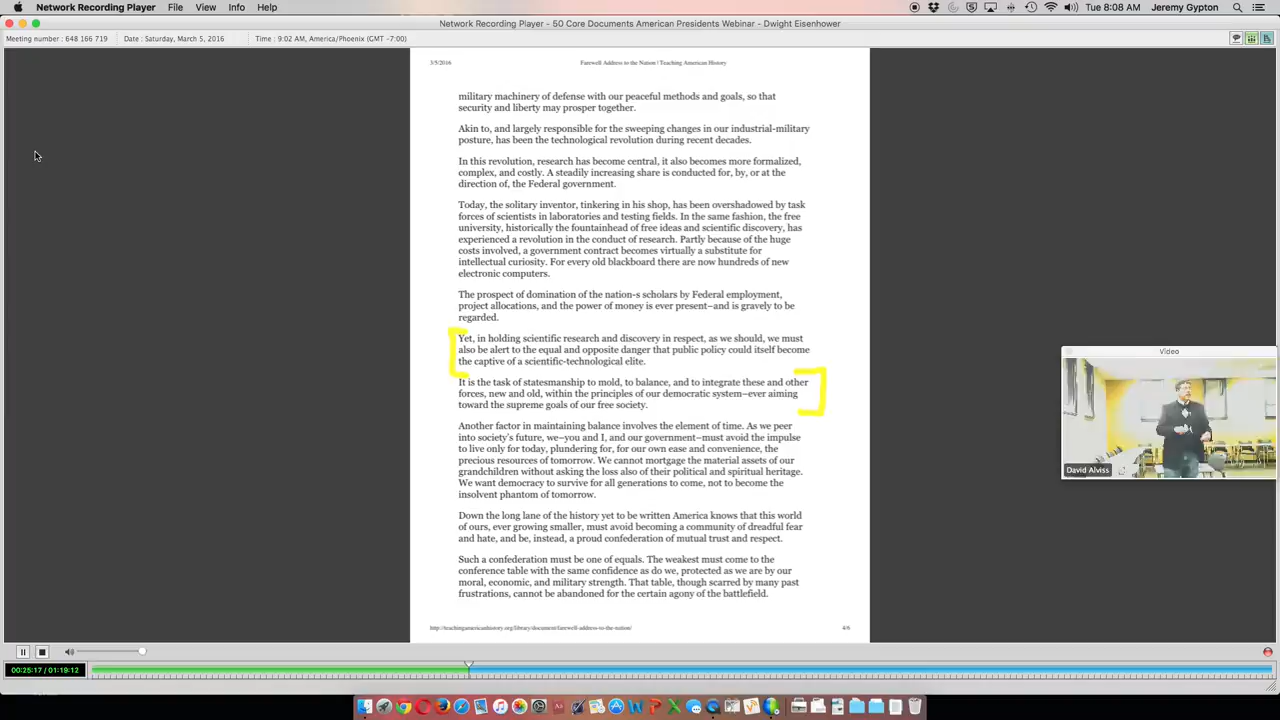 Network Recording Player File View Info Help Tue 8:08 AM Jeremy Gypton
Network Recording Player - 50 Core Documents American Presidents Webinar - Dwight Eisenhower
Meeting number : 648 166 719 Date : Saturday, March 5, 2016 Time : 9:02 AM, America/Phoenix (GMT -7:00)
3/5/2016 Farewell Address to the Nation | Teaching American History
military machinery of defense with our peaceful methods and goals, so that
security and liberty may prosper together.
Akin to, and largely responsible for the sweeping changes in our industrial-military
posture, has been the technological revolution during recent decades.
In this revolution, research has become central, it also becomes more formalized,
complex, and costly. A steadily increasing share is conducted for, by, or at the
direction of, the Federal government.
Today, the solitary inventor, tinkering in his shop, has been overshadowed by task
forces of scientists in laboratories and testing fields. In the same fashion, the free
university, historically the fountainhead of free ideas and scientific discovery, has
experienced a revolution in the conduct of research. Partly because of the huge
costs involved, a government contract becomes virtually a substitute for
intellectual curiosity. For every old blackboard there are now hundreds of new
electronic computers.
The prospect of domination of the nation-s scholars by Federal employment,
project allocations, and the power of money is ever present–and is gravely to be
regarded.
Yet, in holding scientific research and discovery in respect, as we should, we must
also be alert to the equal and opposite danger that public policy could itself become
the captive of a scientific-technological elite.
It is the task of statesmanship to mold, to balance, and to integrate these and other
forces, new and old, within the principles of our democratic system–ever aiming
toward the supreme goals of our free society.
Another factor in maintaining balance involves the element of time. As we peer
into society's future, we–you and I, and our government–must avoid the impulse
to live only for today, plundering for, for our own ease and convenience, the
precious resources of tomorrow. We cannot mortgage the material assets of our
grandchildren without asking the loss also of their political and spiritual heritage.
We want democracy to survive for all generations to come, not to become the
insolvent phantom of tomorrow.
Down the long lane of the history yet to be written America knows that this world
of ours, ever growing smaller, must avoid becoming a community of dreadful fear
and hate, and be, instead, a proud confederation of mutual trust and respect.
Such a confederation must be one of equals. The weakest must come to the
conference table with the same confidence as do we, protected as we are by our
moral, economic, and military strength. That table, though scarred by many past
frustrations, cannot be abandoned for the certain agony of the battlefield.
http://teachingamericanhistory.org/library/document/farewell-address-to-the-nation/ 4/6
Video
David Alviss
00:25:17 / 01:19:12